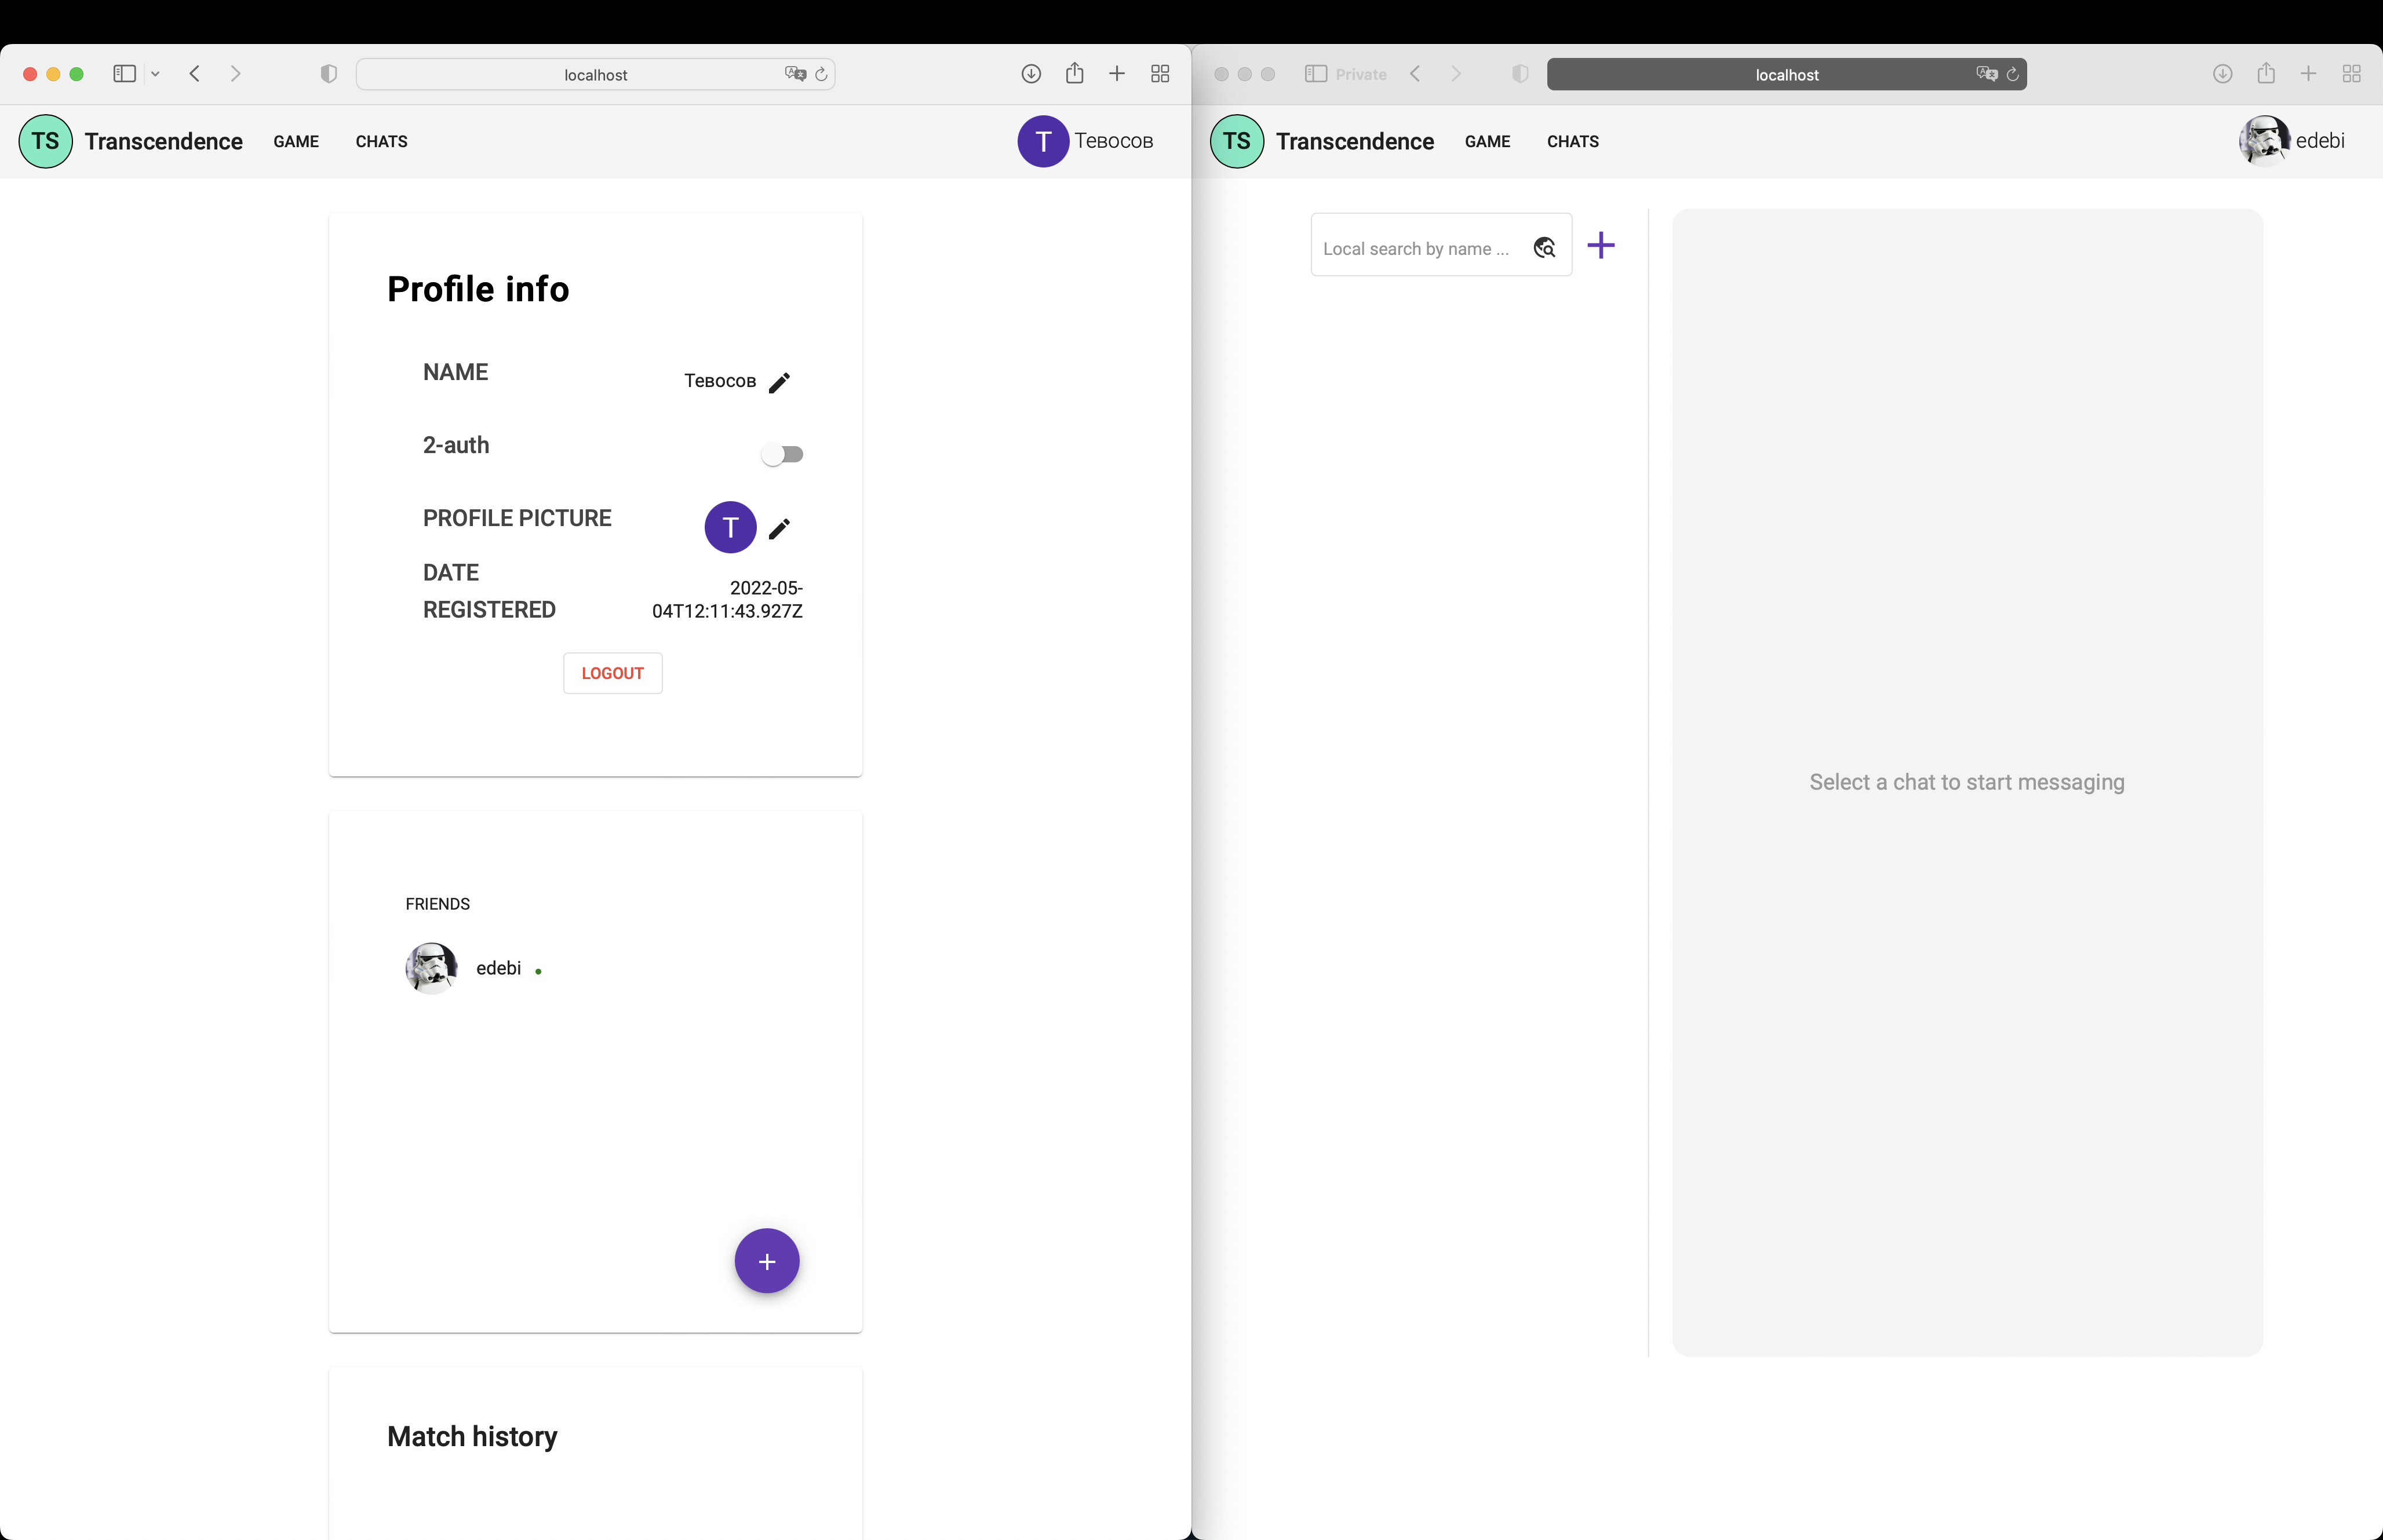 localhost
TS Transcendence GAME CHATS
T Тевосов
Profile info
NAME
Тевосов
2-auth
PROFILE PICTURE
T
DATE
REGISTERED
2022-05-
04T12:11:43.927Z
LOGOUT
FRIENDS
edebi
+
Match history
Private
localhost
TS Transcendence GAME CHATS
edebi
Local search by name ...
Select a chat to start messaging